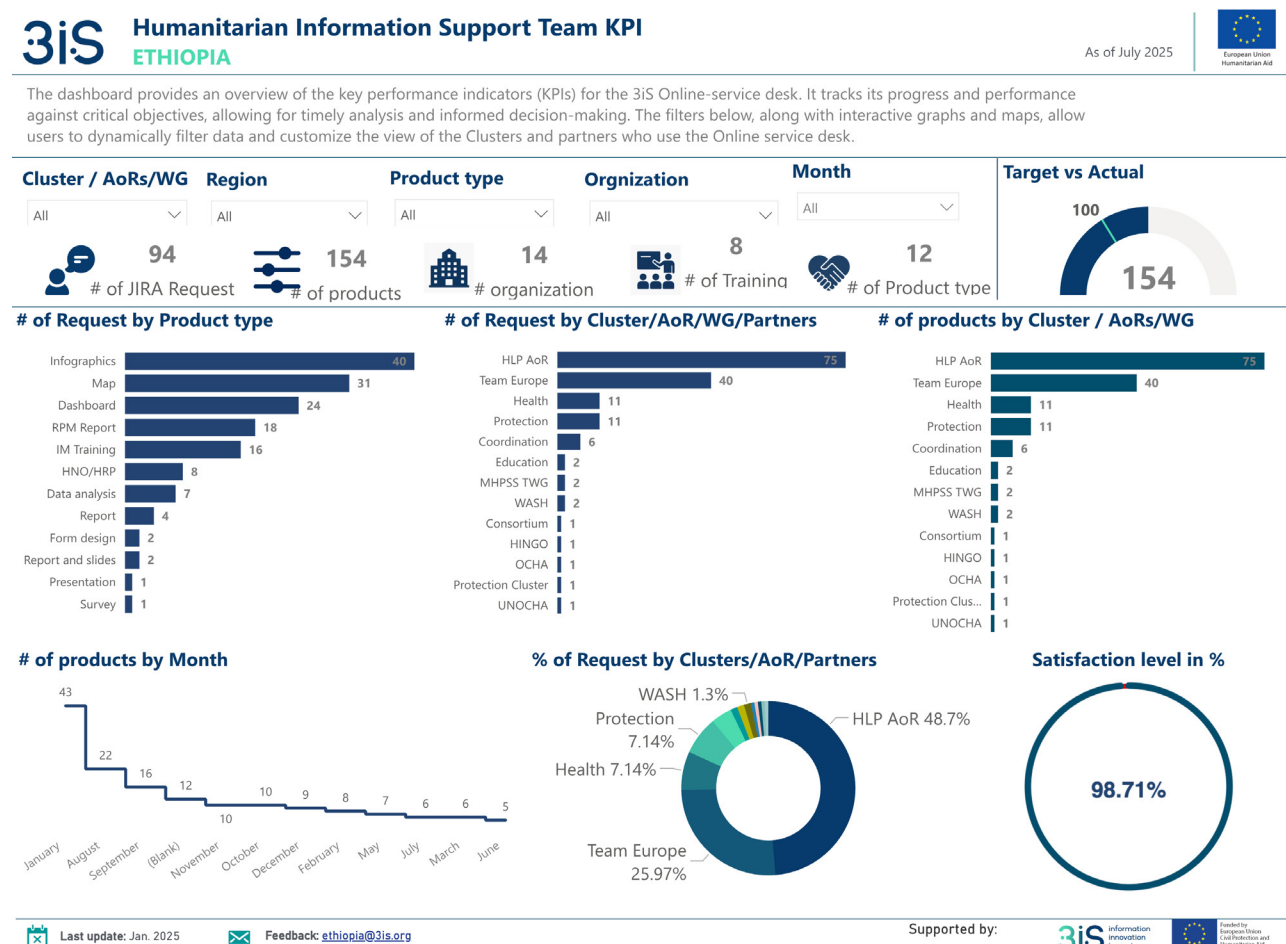 3iS
Humanitarian Information Support Team KPI
ETHIOPIA
As of July 2025
European Union
Humanitarian Aid
The dashboard provides an overview of the key performance indicators (KPIs) for the 3iS Online-service desk. It tracks its progress and performance
against critical objectives, allowing for timely analysis and informed decision-making. The filters below, along with interactive graphs and maps, allow
users to dynamically filter data and customize the view of the Clusters and partners who use the Online service desk.
Cluster / AoRs/WG
All
Region
All
Product type
All
Orgnization
All
Month
All
Target vs Actual
100
154
94
# of JIRA Request
154
# of products
14
# organization
8
# of Training
12
# of Product type
# of Request by Product type
Infographics 40
Map 31
Dashboard 24
RPM Report 18
IM Training 16
HNO/HRP 8
Data analysis 7
Report 4
Form design 2
Report and slides 2
Presentation 1
Survey 1
# of Request by Cluster/AoR/WG/Partners
HLP AoR 75
Team Europe 40
Health 11
Protection 11
Coordination 6
Education 2
MHPSS TWG 2
WASH 2
Consortium 1
HINGO 1
OCHA 1
Protection Cluster 1
UNOCHA 1
# of products by Cluster / AoRs/WG
HLP AoR 75
Team Europe 40
Health 11
Protection 11
Coordination 6
Education 2
MHPSS TWG 2
WASH 2
Consortium 1
HINGO 1
OCHA 1
Protection Clus... 1
UNOCHA 1
# of products by Month
43 22 16 12 10 10 9 8 7 6 6 5
January August September (Blank) November October December February May July March June
% of Request by Clusters/AoR/Partners
WASH 1.3%
Protection
7.14%
Health 7.14%
Team Europe
25.97%
HLP AoR 48.7%
Satisfaction level in %
98.71%
Last update: Jan. 2025
Feedback: ethiopia@3is.org
Supported by:
3iS
information
innovation
Funded by
European Union
Civil Protection and